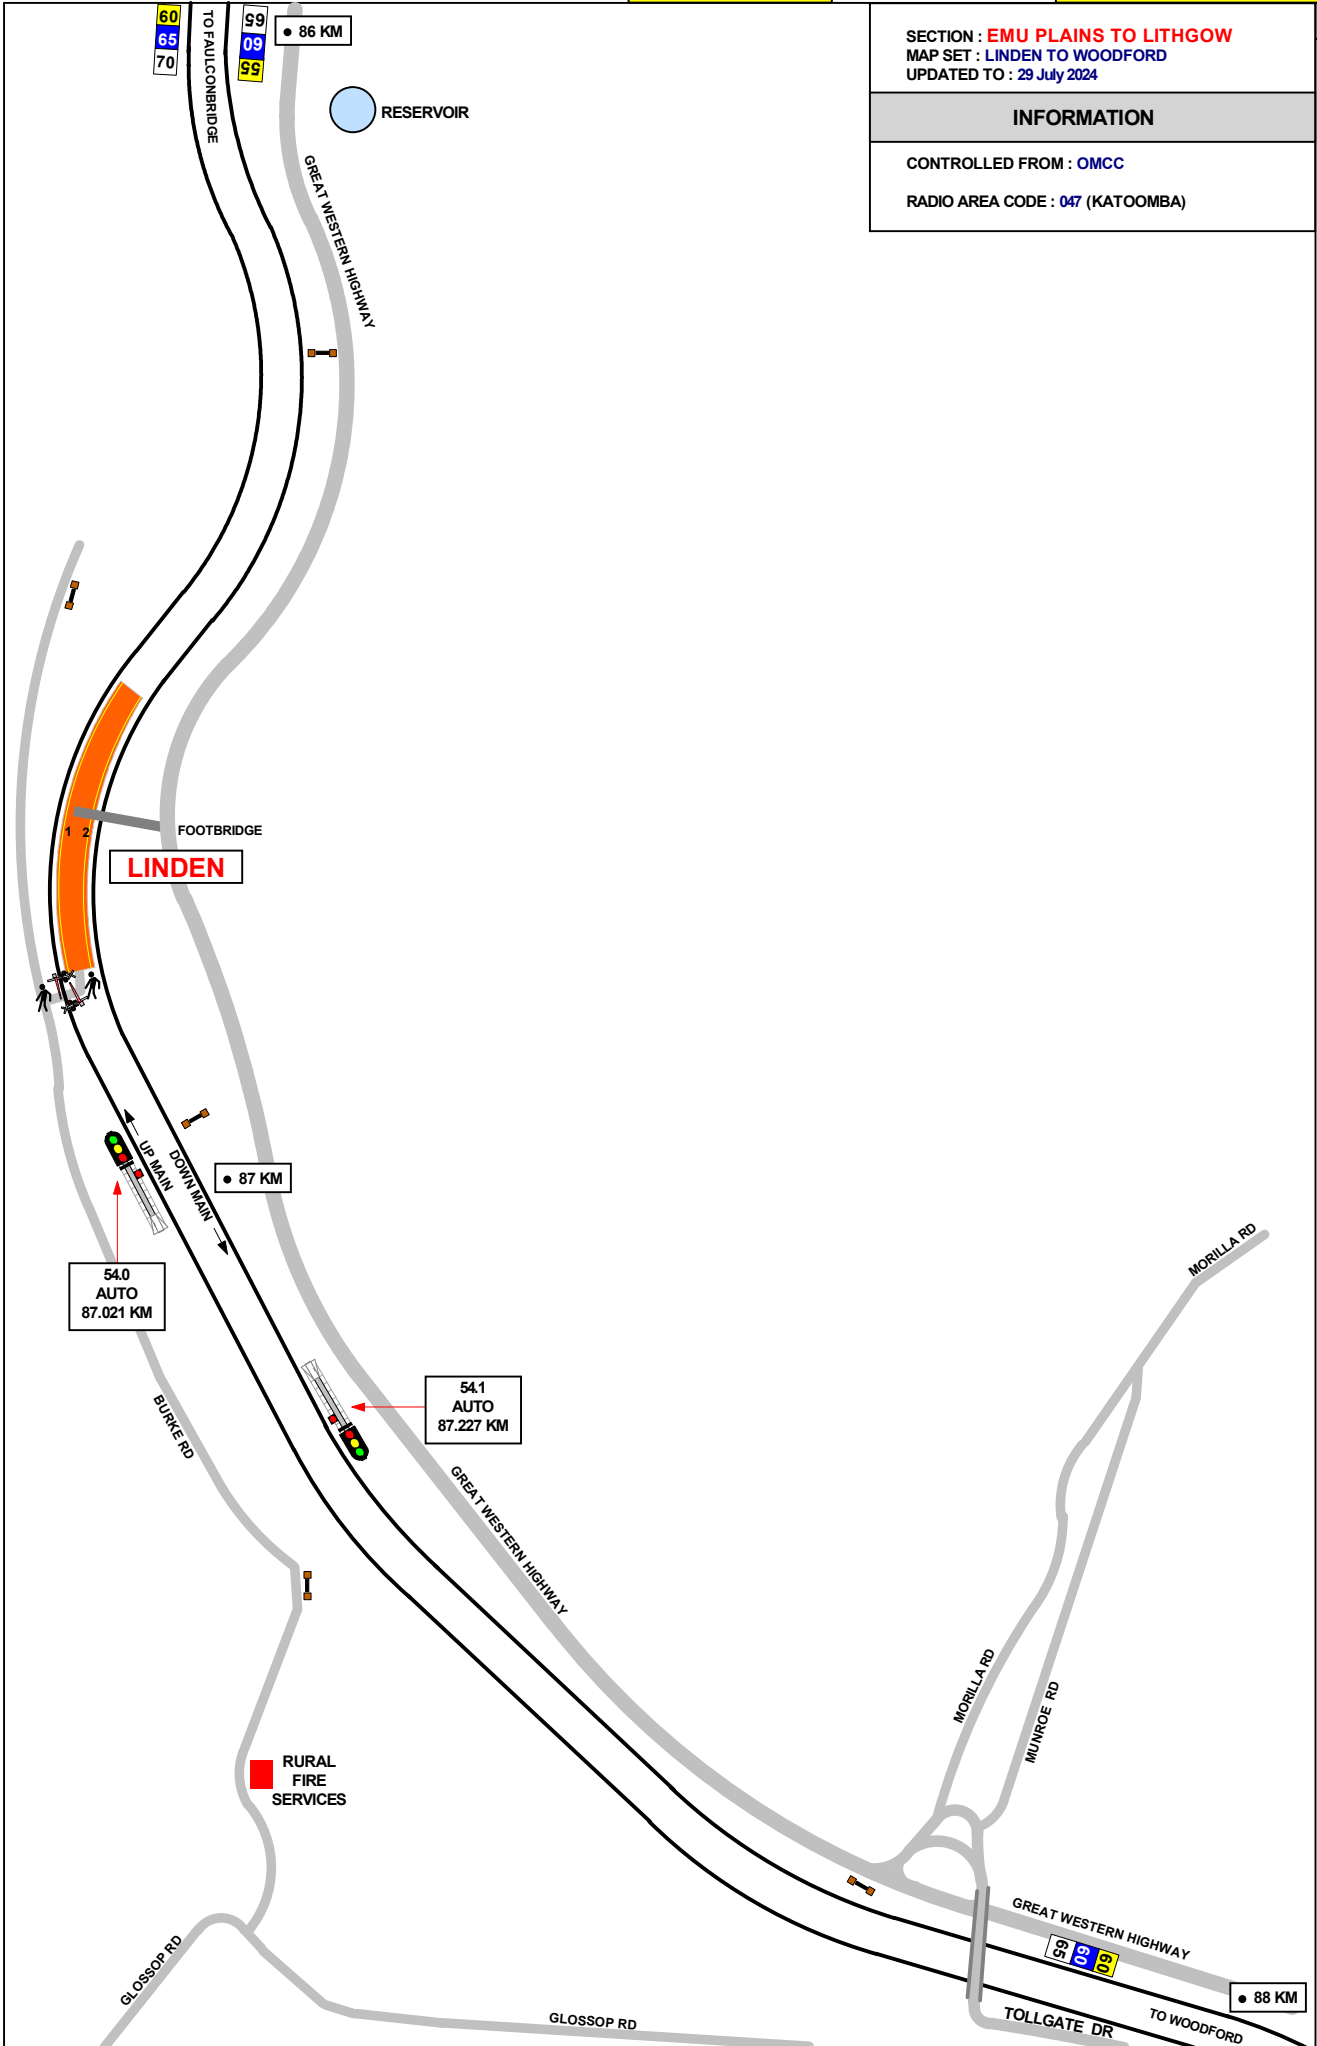 SECTION : EMU PLAINS TO LITHGOW
MAP SET : LINDEN TO WOODFORD
UPDATED TO : 29 July 2024
INFORMATION
CONTROLLED FROM : OMCC
RADIO AREA CODE : 047 (KATOOMBA)
60
65
70
TO FAULCONBRIDGE
65
60
55
● 86 KM
RESERVOIR
GREAT WESTERN HIGHWAY
1 2
FOOTBRIDGE
LINDEN
UP MAIN
DOWN MAIN
● 87 KM
54.0
AUTO
87.021 KM
54.1
AUTO
87.227 KM
BURKE RD
GREAT WESTERN HIGHWAY
MORILLA RD
MORILLA RD
MUNROE RD
RURAL
FIRE
SERVICES
GLOSSOP RD
GLOSSOP RD
GREAT WESTERN HIGHWAY
65
60
60
● 88 KM
TOLLGATE DR
TO WOODFORD